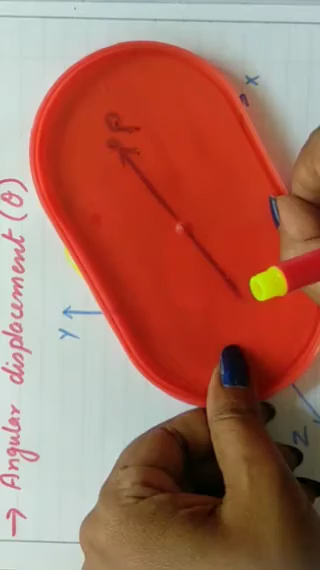 → Angular displacement (θ)
Y
X
Z
P